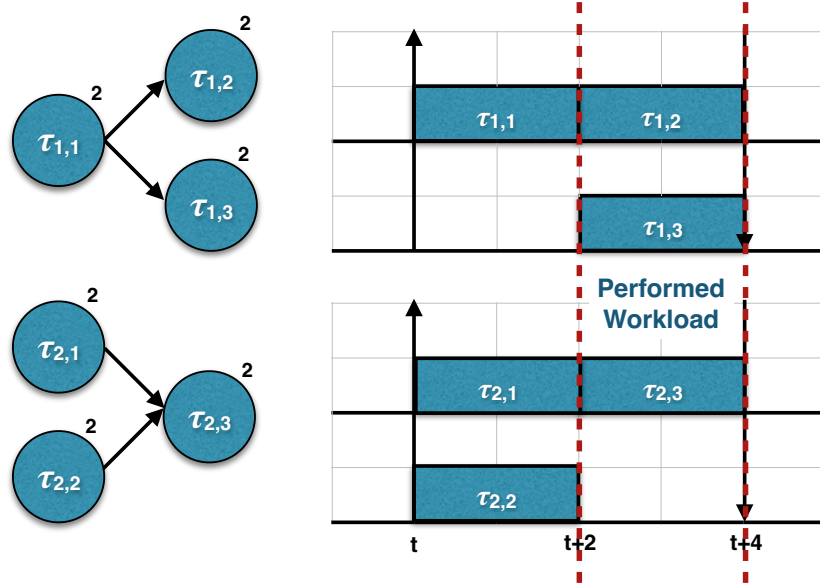 2
τ1,2
2
τ1,1
2
τ1,3
τ1,1
τ1,2
τ1,3
Performed
Workload
2
τ2,1
2
τ2,3
2
τ2,2
τ2,1
τ2,3
τ2,2
t
t+2
t+4